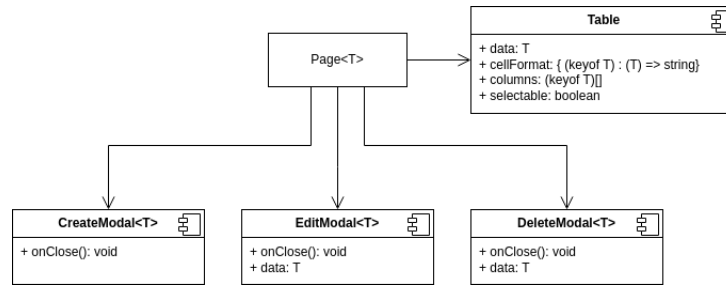 Table
Page<T>
+ data: T
+ cellFormat: { (keyof T) : (T) => string}
+ columns: (keyof T)[]
+ selectable: boolean
CreateModal<T>
+ onClose(): void
EditModal<T>
+ onClose(): void
+ data: T
DeleteModal<T>
+ onClose(): void
+ data: T